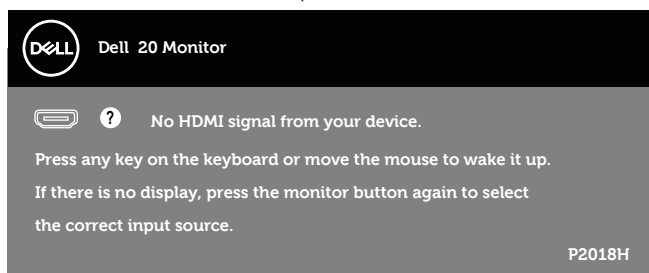 DELL
Dell 20 Monitor
? No HDMI signal from your device.
Press any key on the keyboard or move the mouse to wake it up.
If there is no display, press the monitor button again to select
the correct input source.
P2018H